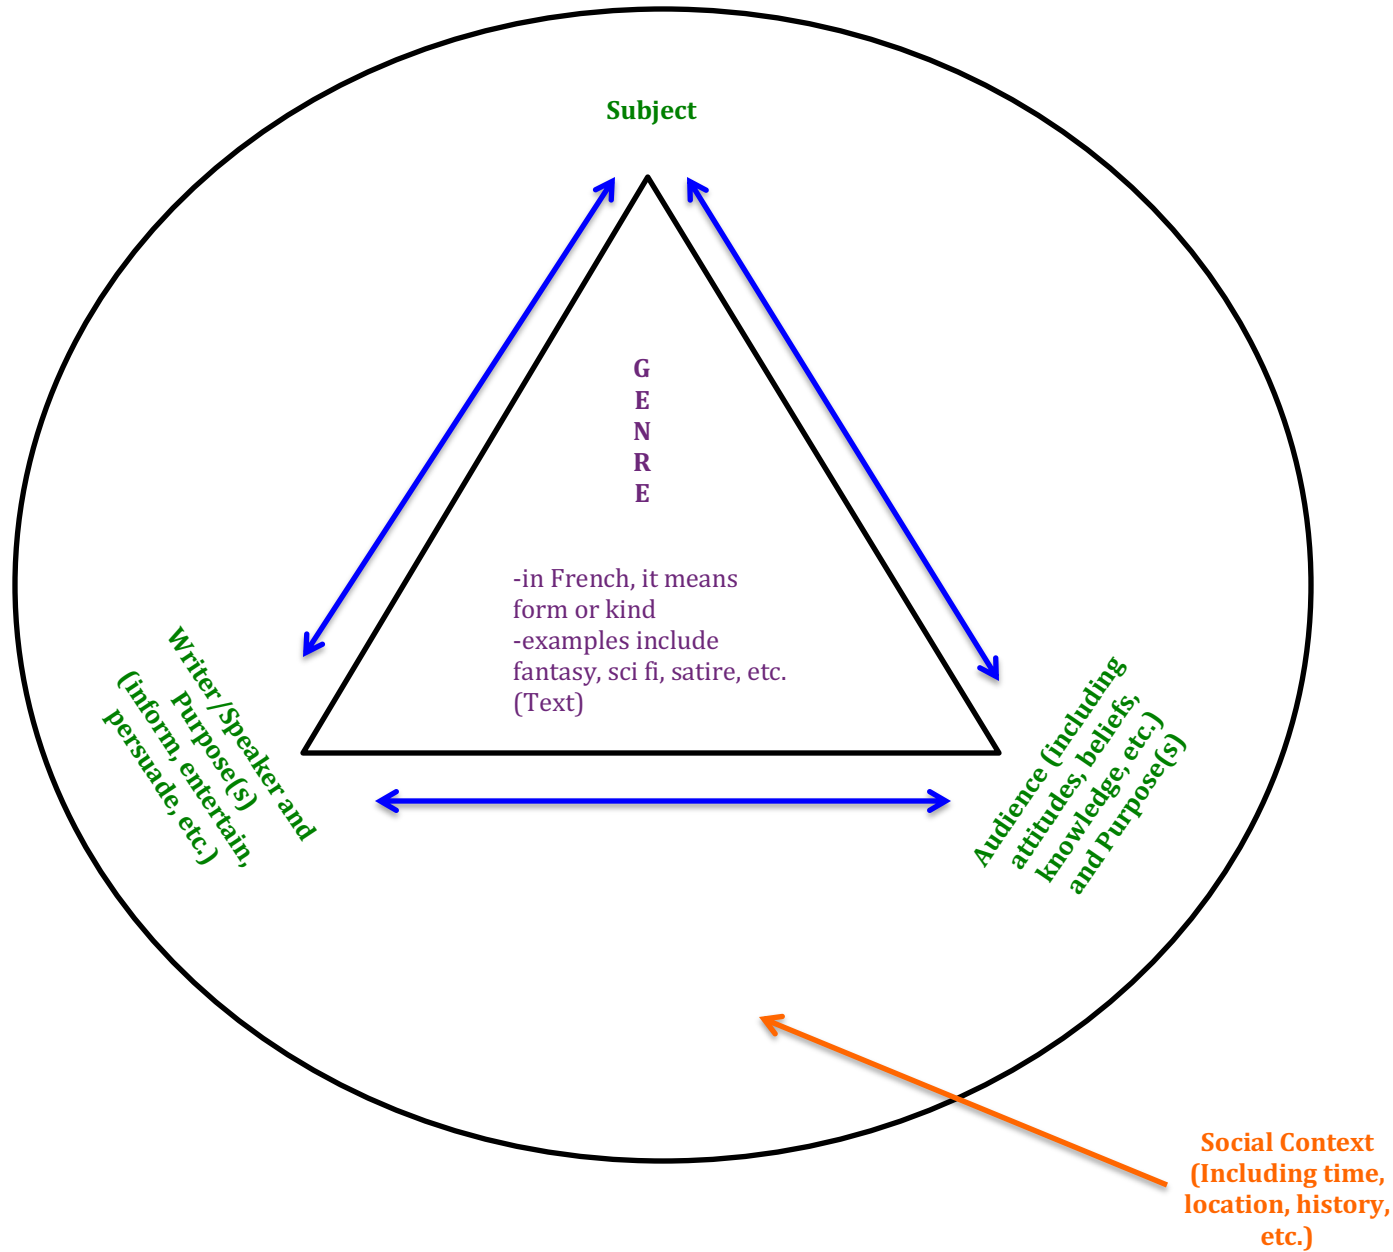 Subject
G
E
N
R
E
-in French, it means
form or kind
-examples include
fantasy, sci fi, satire, etc.
(Text)
Writer/Speaker and
Purpose(s)
(inform, entertain,
persuade, etc.)
Audience (including
attitudes, beliefs,
knowledge, etc.)
and Purpose(s)
Social Context
(Including time,
location, history,
etc.)